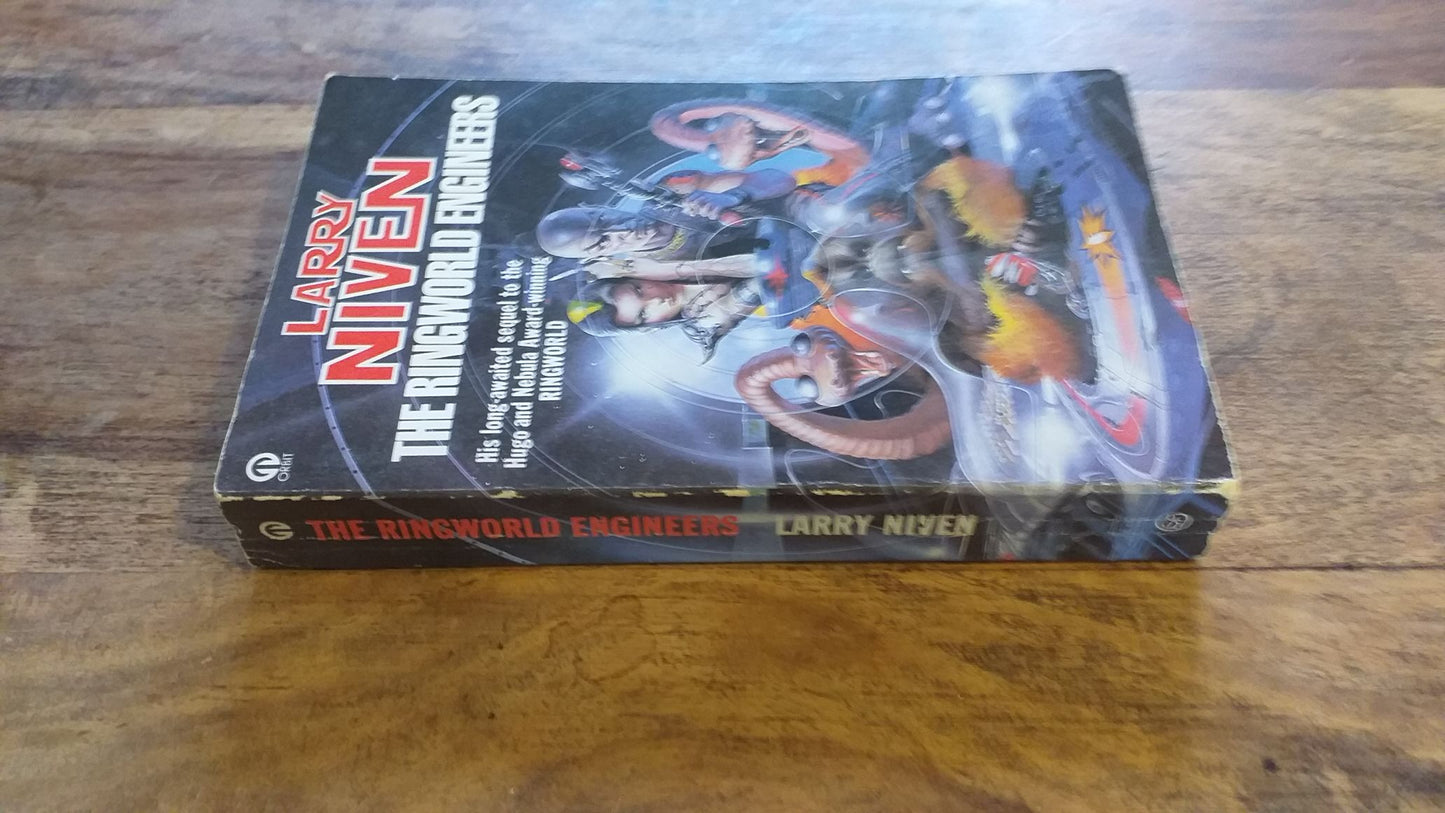 LARRY
NIVEN
THE RINGWORLD ENGINEERS
His long-awaited sequel to the
Hugo and Nebula Award-winning
RINGWORLD
ORBIT
THE RINGWORLD ENGINEERS LARRY NIVEN